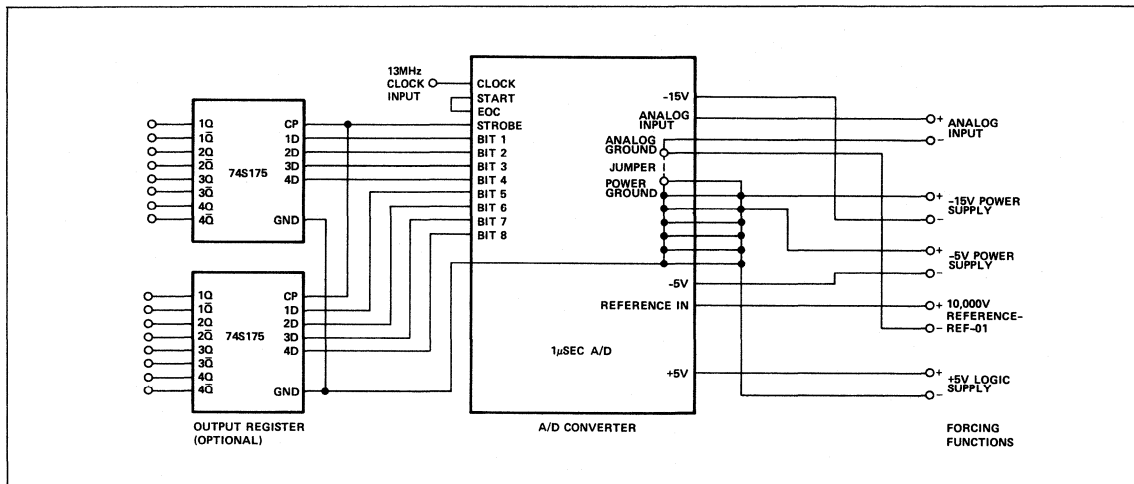 13MHz
CLOCK
INPUT
1Q
1Q̅
2Q
2Q̅
3Q
3Q̅
4Q
4Q̅
74S175
CP
1D
2D
3D
4D
GND
1Q
1Q̅
2Q
2Q̅
3Q
3Q̅
4Q
4Q̅
74S175
CP
1D
2D
3D
4D
GND
OUTPUT REGISTER
(OPTIONAL)
CLOCK
START
EOC
STROBE
BIT 1
BIT 2
BIT 3
BIT 4
BIT 5
BIT 6
BIT 7
BIT 8
-15V
ANALOG
INPUT
ANALOG
GROUND
JUMPER
POWER
GROUND
-5V
REFERENCE IN
1μSEC A/D
+5V
A/D CONVERTER
+
-
ANALOG
INPUT
+
-
-15V POWER
SUPPLY
+
-
-5V POWER
SUPPLY
+
-
10,000V
REFERENCE-
REF-01
+
-
+5V LOGIC
SUPPLY
FORCING
FUNCTIONS